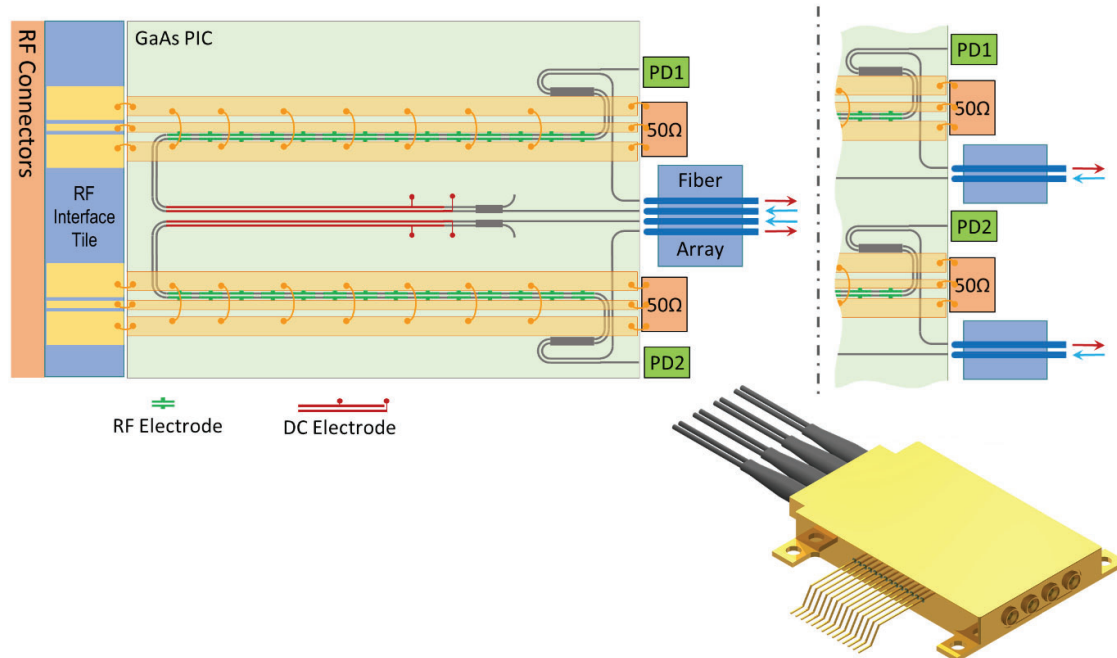 RF Connectors
RF
Interface
Tile
GaAs PIC
PD1
50Ω
Fiber
Array
50Ω
PD2
PD1
50Ω
PD2
50Ω
RF Electrode
DC Electrode